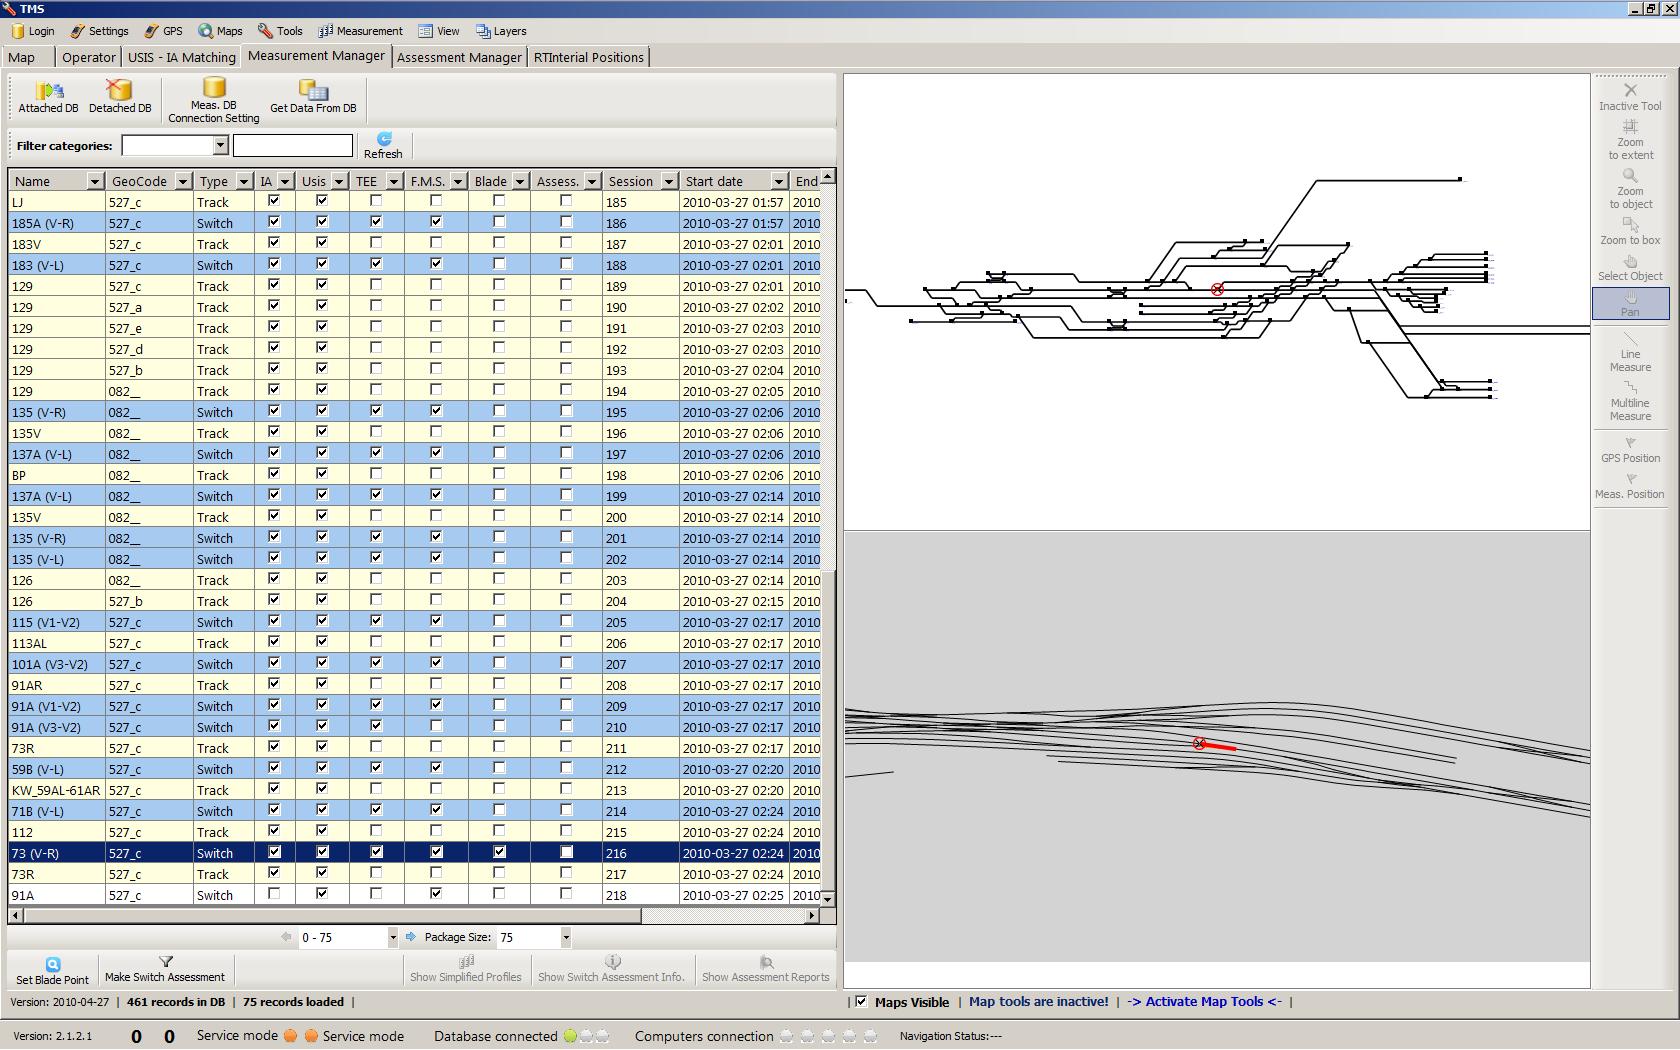 TMS
Login Settings GPS Maps Tools Measurement View Layers
Map Operator USIS - IA Matching Measurement Manager Assessment Manager RTInterial Positions
Attached DB Detached DB Meas. DB Connection Setting Get Data From DB
Filter categories: Refresh
Name GeoCode Type IA Usis TEE F.M.S. Blade Assess. Session Start date End
LJ 527_c Track 185 2010-03-27 01:57 2010
185A (V-R) 527_c Switch 186 2010-03-27 01:57 2010
183V 527_c Track 187 2010-03-27 02:01 2010
183 (V-L) 527_c Switch 188 2010-03-27 02:01 2010
129 527_c Track 189 2010-03-27 02:01 2010
129 527_a Track 190 2010-03-27 02:02 2010
129 527_e Track 191 2010-03-27 02:03 2010
129 527_d Track 192 2010-03-27 02:03 2010
129 527_b Track 193 2010-03-27 02:04 2010
129 082__ Track 194 2010-03-27 02:05 2010
135 (V-R) 082__ Switch 195 2010-03-27 02:06 2010
135V 082__ Track 196 2010-03-27 02:06 2010
137A (V-L) 082__ Switch 197 2010-03-27 02:06 2010
BP 082__ Track 198 2010-03-27 02:06 2010
137A (V-L) 082__ Switch 199 2010-03-27 02:14 2010
135V 082__ Track 200 2010-03-27 02:14 2010
135 (V-R) 082__ Switch 201 2010-03-27 02:14 2010
135 (V-L) 082__ Switch 202 2010-03-27 02:14 2010
126 082__ Track 203 2010-03-27 02:14 2010
126 527_b Track 204 2010-03-27 02:15 2010
115 (V1-V2) 527_c Switch 205 2010-03-27 02:17 2010
113AL 527_c Track 206 2010-03-27 02:17 2010
101A (V3-V2) 527_c Switch 207 2010-03-27 02:17 2010
91AR 527_c Track 208 2010-03-27 02:17 2010
91A (V1-V2) 527_c Switch 209 2010-03-27 02:17 2010
91A (V3-V2) 527_c Switch 210 2010-03-27 02:17 2010
73R 527_c Track 211 2010-03-27 02:17 2010
59B (V-L) 527_c Switch 212 2010-03-27 02:20 2010
KW_59AL-61AR 527_c Track 213 2010-03-27 02:20 2010
71B (V-L) 527_c Switch 214 2010-03-27 02:24 2010
112 527_c Track 215 2010-03-27 02:24 2010
73 (V-R) 527_c Switch 216 2010-03-27 02:24 2010
73R 527_c Track 217 2010-03-27 02:24 2010
91A 527_c Switch 218 2010-03-27 02:25 2010
0 - 75 Package Size: 75
Set Blade Point Make Switch Assessment Show Simplified Profiles Show Switch Assessment Info. Show Assessment Reports
Version: 2010-04-27 | 461 records in DB | 75 records loaded |
Inactive Tool
Zoom
to extent
Zoom
to object
Zoom to box
Select Object
Pan
Line
Measure
Multiline
Measure
GPS Position
Meas. Position
| Maps Visible | Map tools are inactive! | -> Activate Map Tools <- |
Version: 2.1.2.1 0 0 Service mode Service mode Database connected Computers connection Navigation Status:---